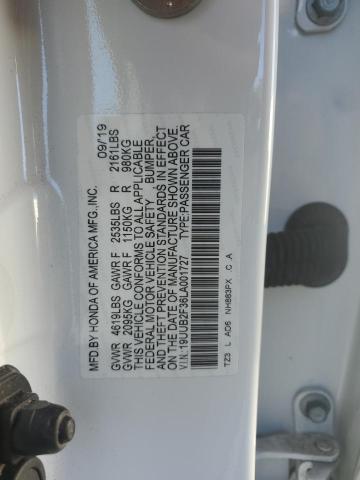 MFD. BY HONDA OF AMERICA MFG.,INC. 09/19
GVWR 4619LBS GAWR F 2535LBS R 2161LBS
GVWR 2095KG GAWR F 1150KG R 980KG
THIS VEHICLE CONFORMS TO ALL APPLICABLE
FEDERAL MOTOR VEHICLE SAFETY, BUMPER,
AND THEFT PREVENTION STANDARDS IN EFFECT
ON THE DATE OF MANUFACTURE SHOWN ABOVE.
V.I.N. 19UUB2F36LA001727 TYPE:PASSENGER CAR
TZ3 L AD6 NH883PX C A